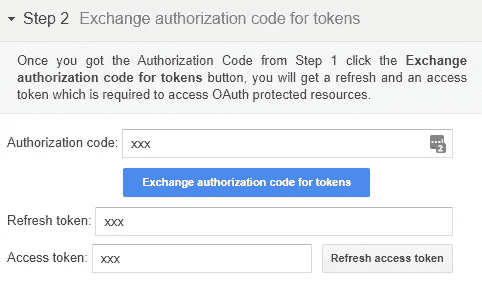 Step 2 Exchange authorization code for tokens
Once you got the Authorization Code from Step 1 click the Exchange
authorization code for tokens button, you will get a refresh and an access
token which is required to access OAuth protected resources.
Authorization code: xxx 2
Exchange authorization code for tokens
Refresh token: xxx
Access token: xxx Refresh access token